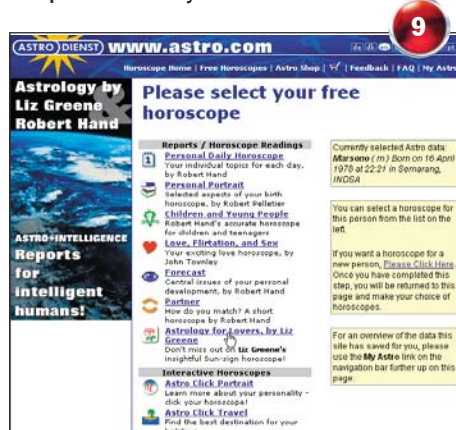 9
ASTRO DIENST www.astro.com
Horoscope Home | Free Horoscopes | Astro Shop | | Feedback | FAQ | My Astro
Astrology by
Liz Greene &
Robert Hand
ASTRO+INTELLIGENCE
Reports
for
intelligent
humans!
Please select your free
horoscope
Reports / Horoscope Readings
Personal Daily Horoscope
Your individual topics for each day,
by Robert Hand
Personal Portrait
Selected aspects of your birth
horoscope, by Robert Pelletier
Children and Young People
Robert Hand's accurate horoscope
for children and teenagers
Love, Flirtation, and Sex
Your exciting love horoscope, by
John Townley
Forecast
Central issues of your personal
development, by Robert Hand
Partner
How do you match? A short
horoscope by Robert Hand
Astrology for Lovers, by Liz
Greene
Don't miss out on Liz Greene's
insightful Sun-sign horoscope!
Interactive Horoscopes
Astro Click Portrait
Learn more about your personality -
click your horoscope!
Astro Click Travel
Find the best destination for your
Currently selected Astro data:
Marsono (m) Born on 16 April
1978 at 22:21 in Semarang,
INDSA
You can select a horoscope for
this person from the list on the
left.
If you want a horoscope for a
new person, Please Click Here.
Once you have completed this
step, you will be returned to this
page and make your choice of
horoscopes.
For an overview of the data this
site has saved for you, please
use the My Astro link on the
navigation bar further up on this
page.